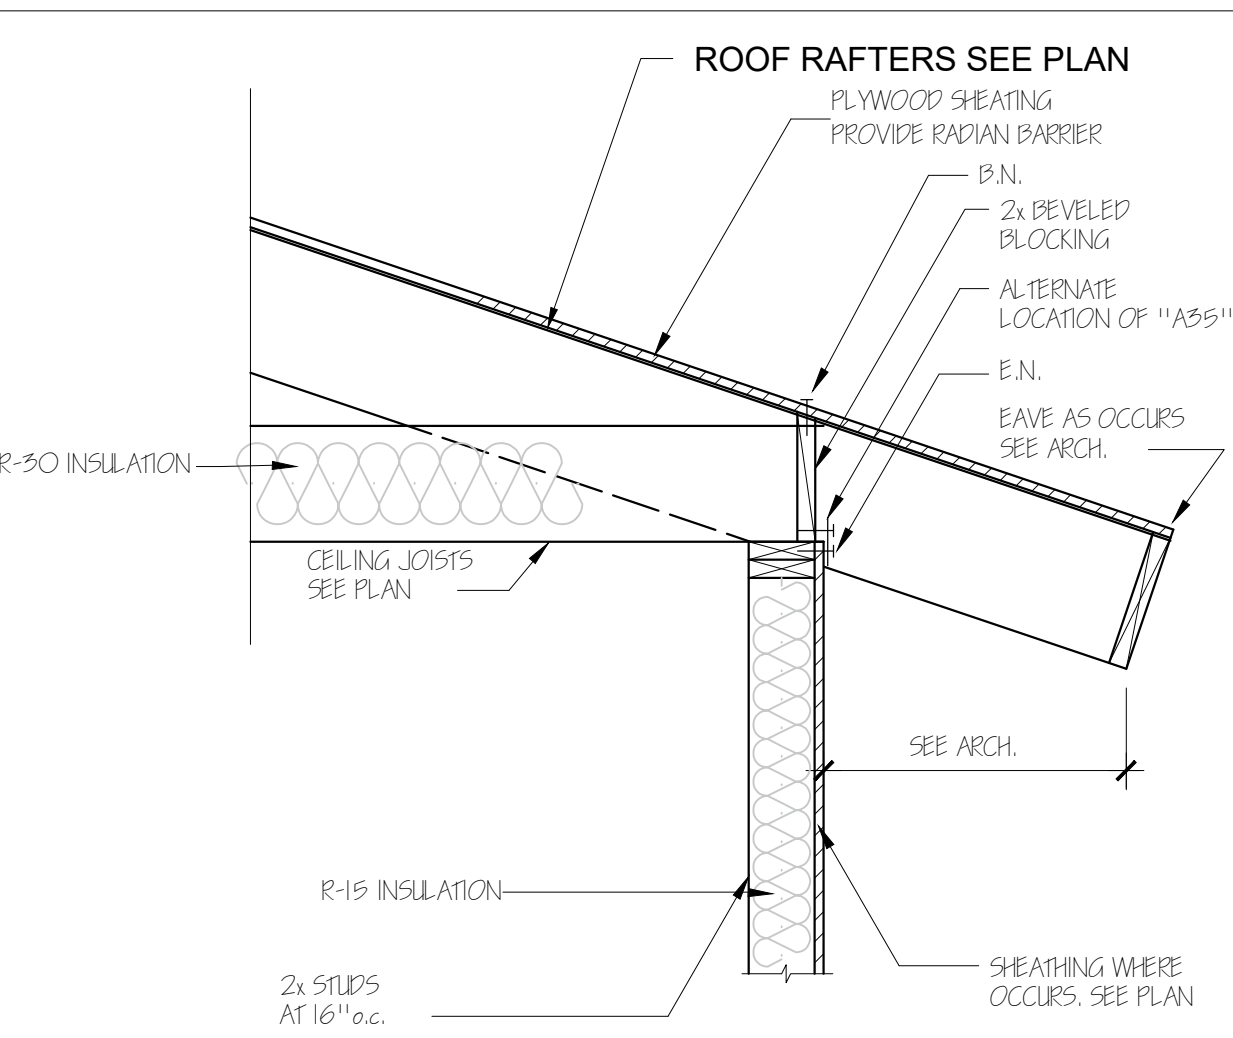 ROOF RAFTERS SEE PLAN
PLYWOOD SHEATING
PROVIDE RADIAN BARRIER
B.N.
2x BEVELED
BLOCKING
ALTERNATE
LOCATION OF "A35"
E.N.
EAVE AS OCCURS
SEE ARCH.
R-30 INSULATION
CEILING JOISTS
SEE PLAN
SEE ARCH.
R-15 INSULATION
SHEATHING WHERE
OCCURS. SEE PLAN
2x STUDS
AT 16"o.c.